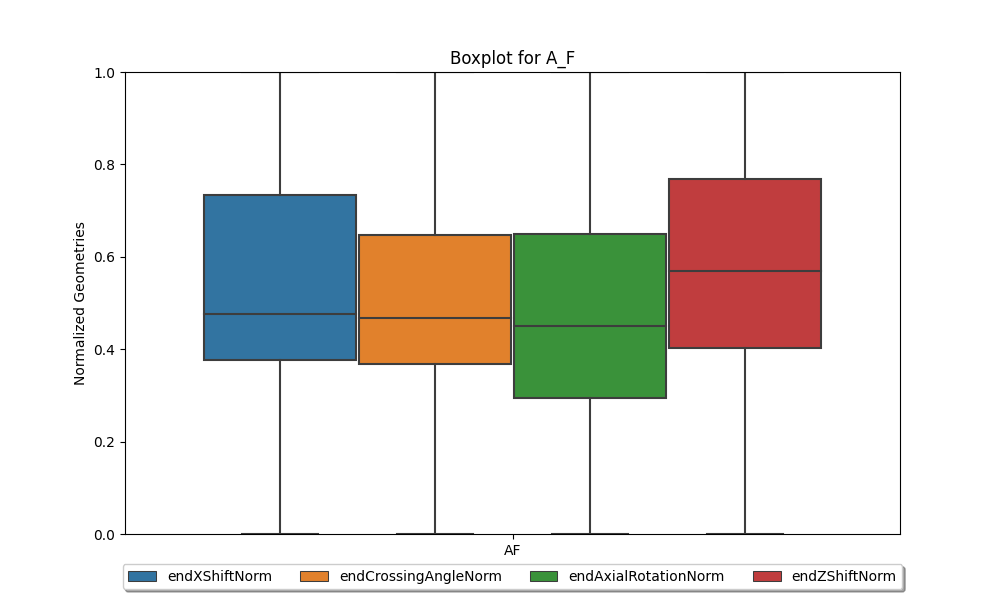 Boxplot for A_F
1.0
0.8
0.6
0.4
0.2
0.0
Normalized Geometries
AF
endXShiftNorm endCrossingAngleNorm endAxialRotationNorm endZShiftNorm